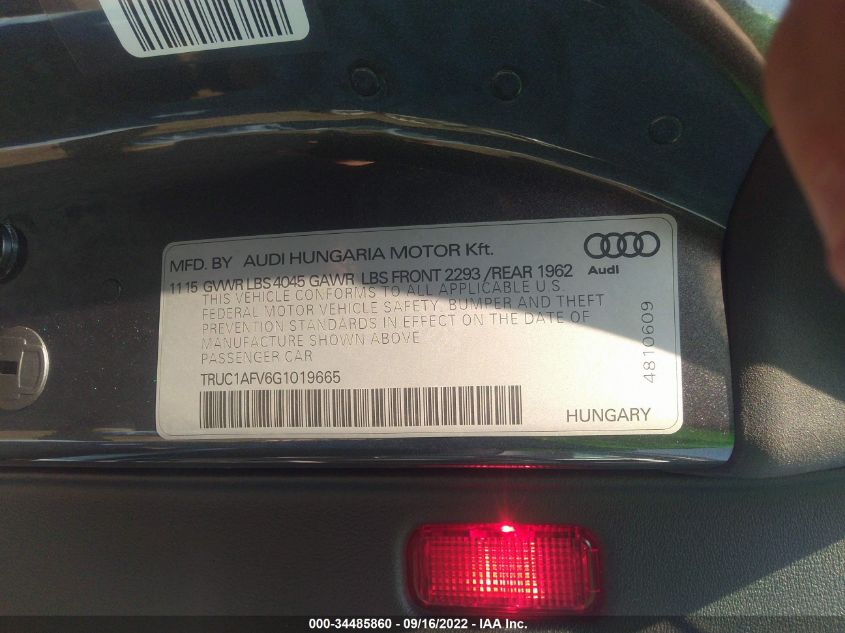 MFD. BY AUDI HUNGARIA MOTOR Kft.
11 15 GVWR LBS 4045 GAWR LBS FRONT 2293 /REAR 1962
Audi
THIS VEHICLE CONFORMS TO ALL APPLICABLE U.S.
FEDERAL MOTOR VEHICLE SAFETY, BUMPER AND THEFT
PREVENTION STANDARDS IN EFFECT ON THE DATE OF
MANUFACTURE SHOWN ABOVE
PASSENGER CAR
TRUC1AFV6G1019665
4810609
HUNGARY
000-34485860 - 09/16/2022 - IAA Inc.